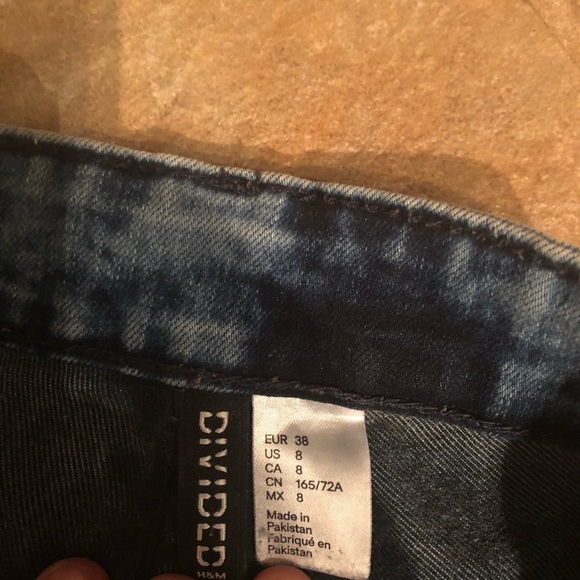 DIVIDED
H&M
EUR 38
US 8
CA 8
CN 165/72A
MX 8
Made in
Pakistan
Fabriqué en
Pakistan